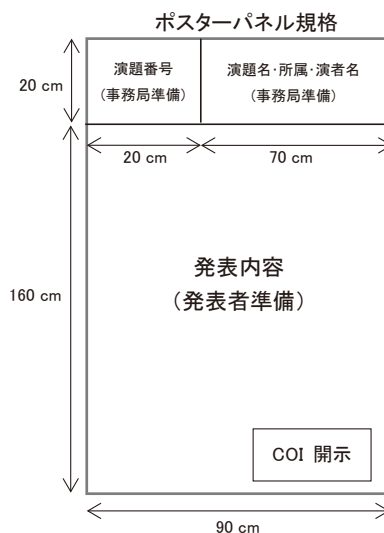 ポスターパネル規格
20 cm
演題番号
(事務局準備)
演題名・所属・演者名
(事務局準備)
20 cm
70 cm
160 cm
発表内容
(発表者準備)
COI 開示
90 cm